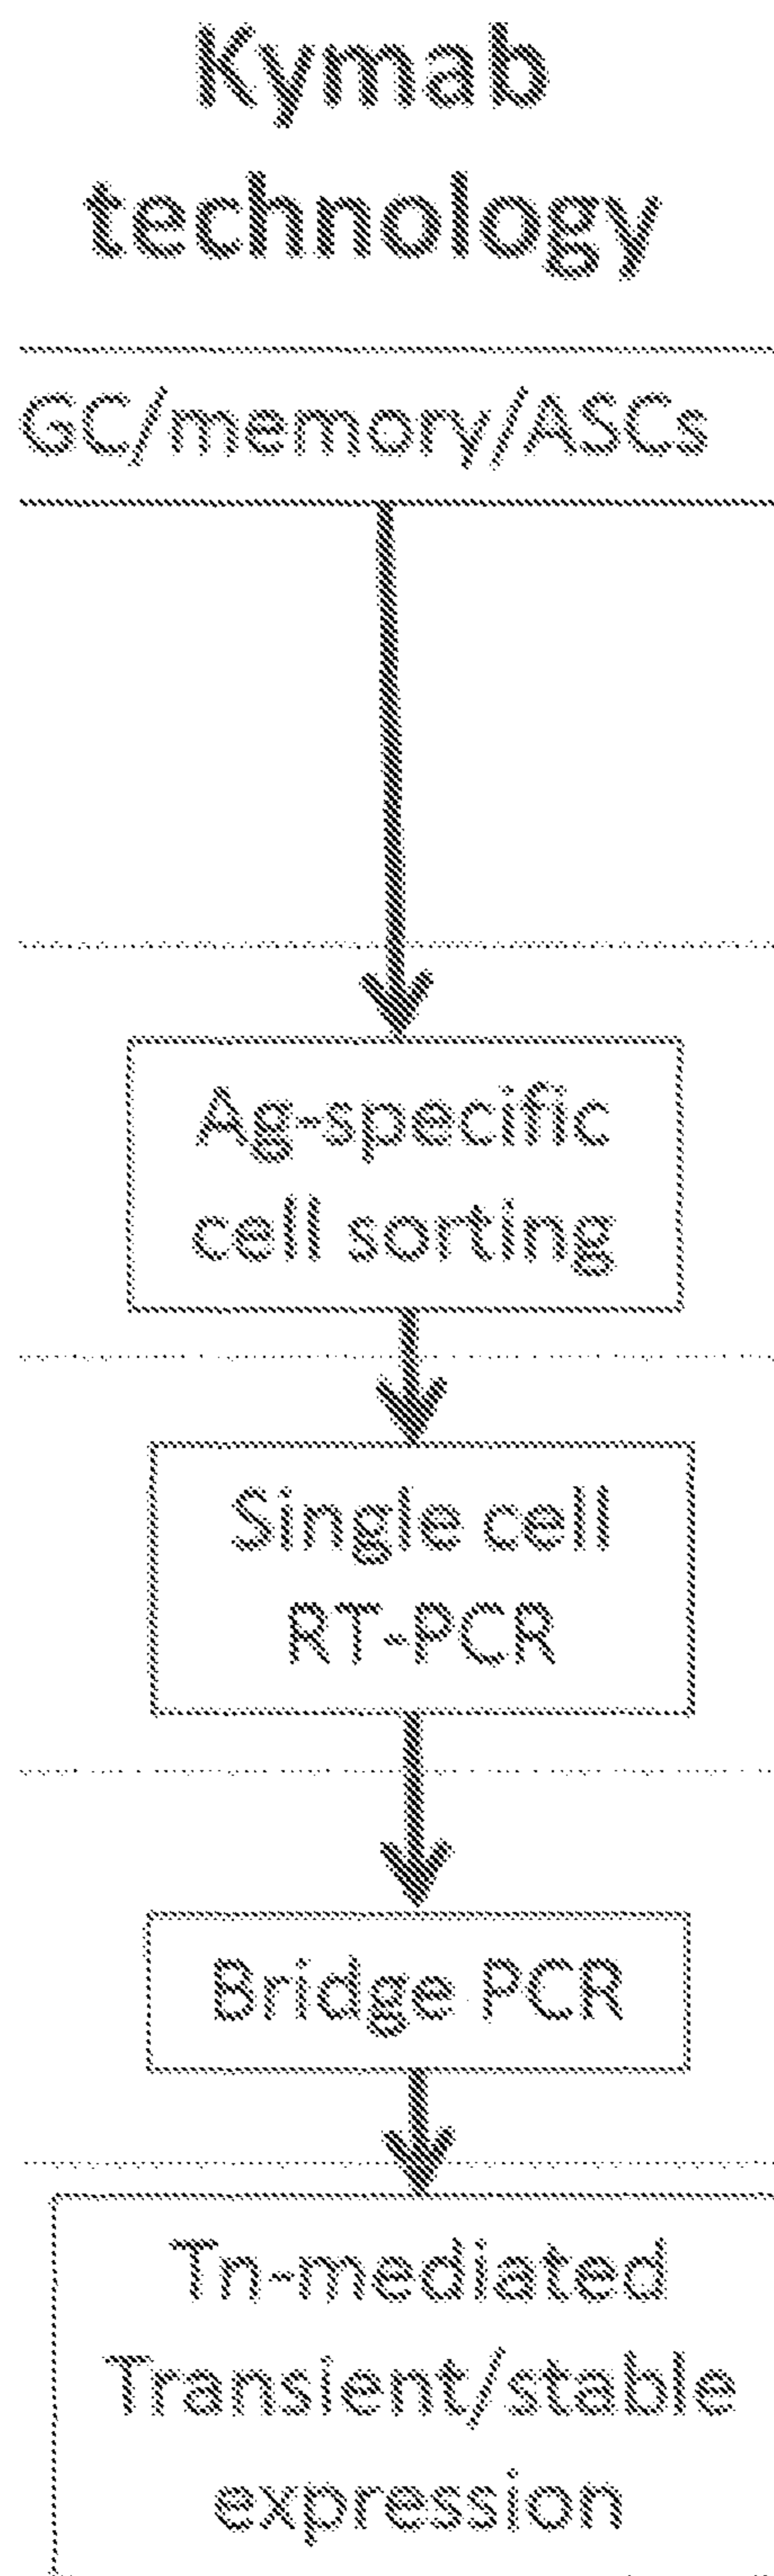 Kymab
technology
GC/memory/ASCs
Ag-specific
cell sorting
Single cell
RT-PCR
Bridge PCR
Tn-mediated
Transient/stable
expression